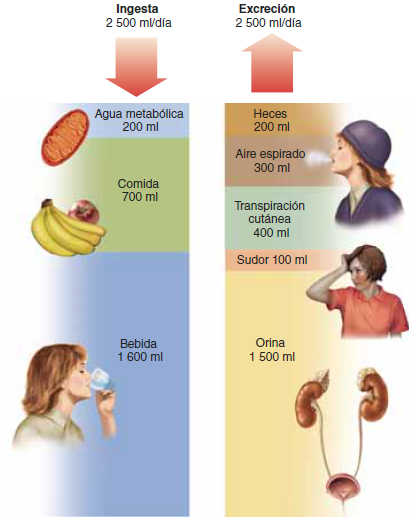 Ingesta
2 500 ml/día
Excreción
2 500 ml/día
Agua metabólica
200 ml
Comida
700 ml
Bebida
1 600 ml
Heces
200 ml
Aire espirado
300 ml
Transpiración
cutánea
400 ml
Sudor 100 ml
Orina
1 500 ml